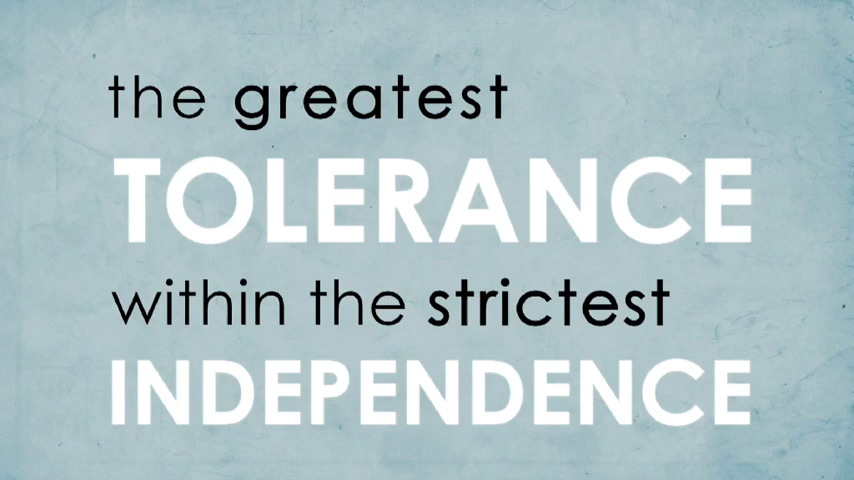 the greatest
TOLERANCE
within the strictest
INDEPENDENCE